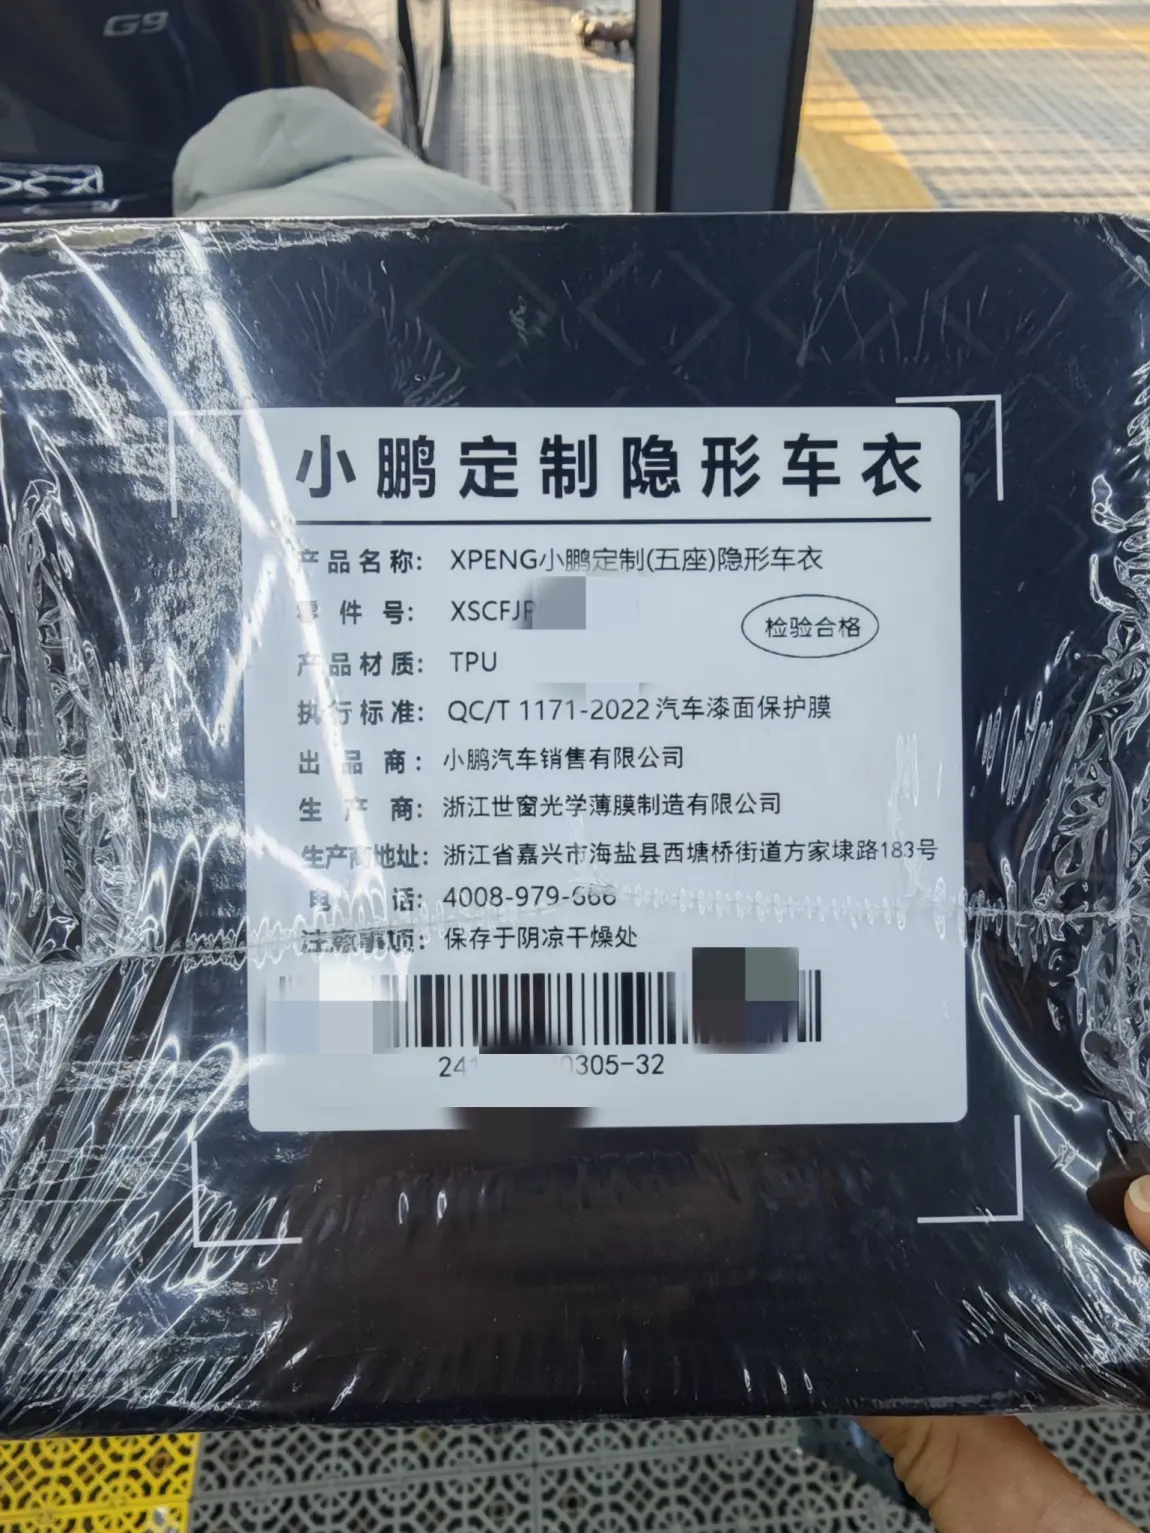 G9
小鹏定制隐形车衣
产品名称： XPENG小鹏定制(五座)隐形车衣
零件号： XSCFJP
检验合格
产品材质： TPU
执行标准： QC/T 1171-2022汽车漆面保护膜
出品商： 小鹏汽车销售有限公司
生产商： 浙江世窗光学薄膜制造有限公司
生产商地址： 浙江省嘉兴市海盐县西塘桥街道方家埭路183号
电话： 4008-979-666
注意事项： 保存于阴凉干燥处
241 0305-32